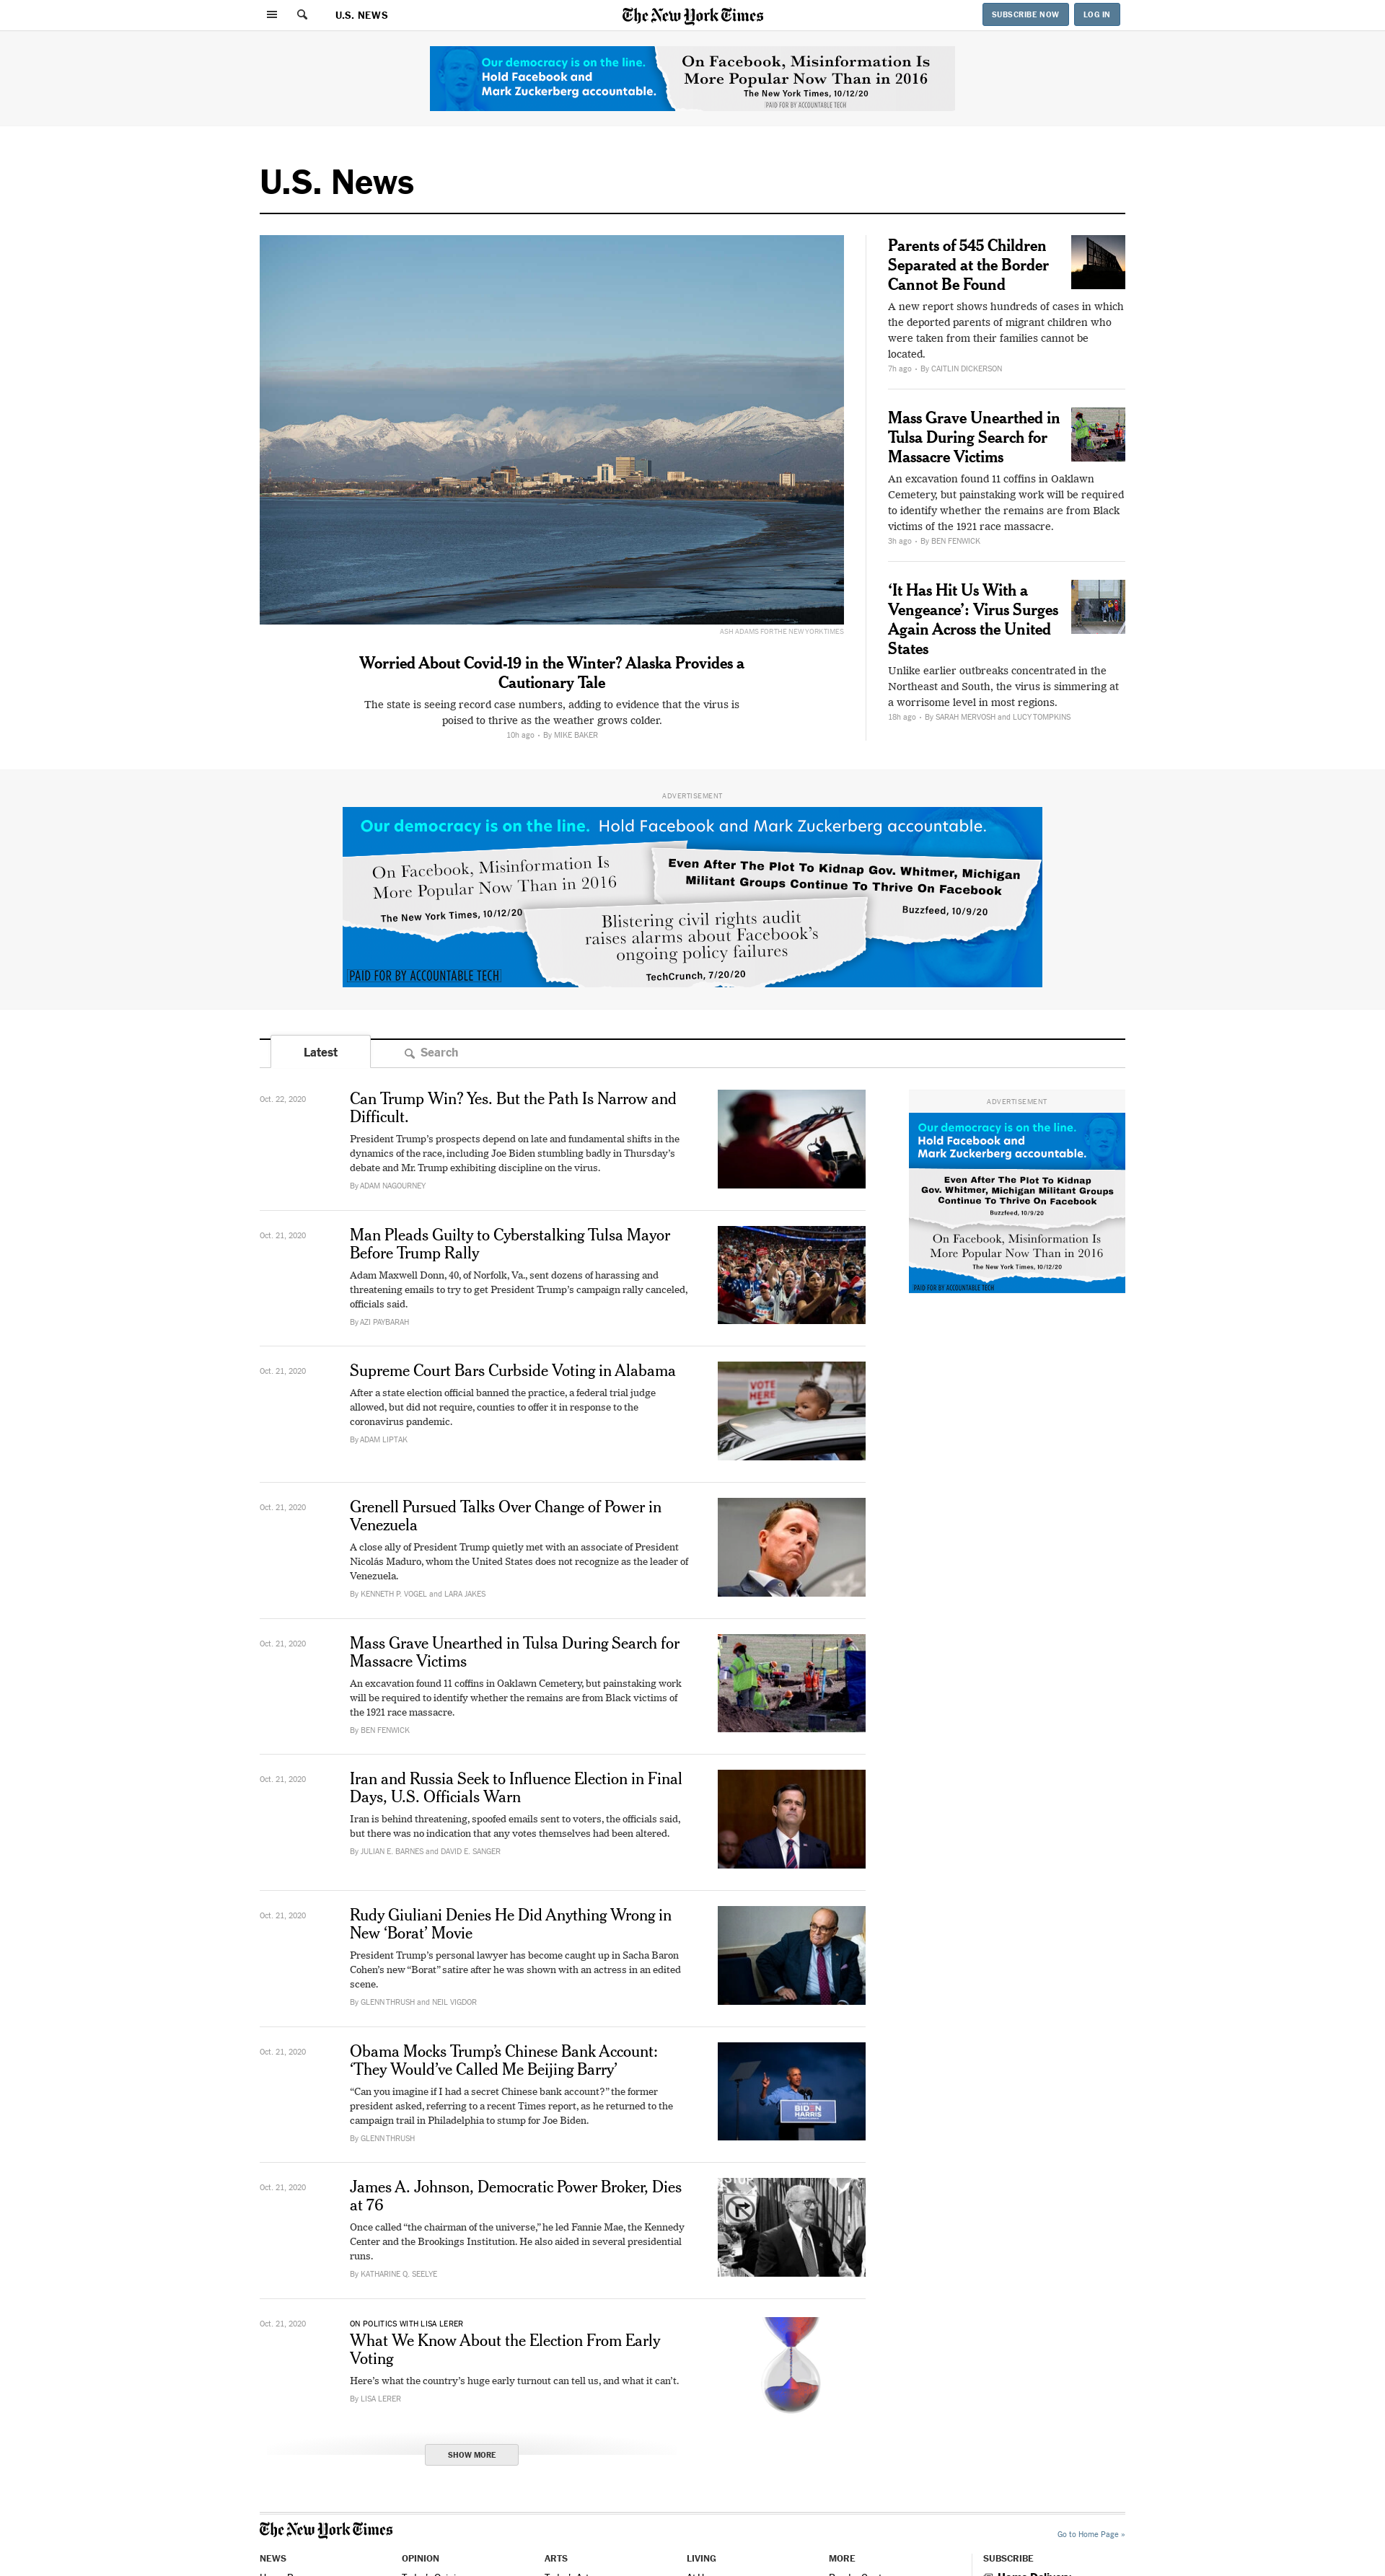 U.S. NEWS
The New York Times
SUBSCRIBE NOW
LOG IN
Our democracy is on the line.
Hold Facebook and
Mark Zuckerberg accountable.
On Facebook, Misinformation Is
More Popular Now Than in 2016
The New York Times, 10/12/20
PAID FOR BY ACCOUNTABLE TECH
U.S. News
ASH ADAMS FOR THE NEW YORK TIMES
Worried About Covid-19 in the Winter? Alaska Provides a
Cautionary Tale
The state is seeing record case numbers, adding to evidence that the virus is
poised to thrive as the weather grows colder.
10h ago • By MIKE BAKER
Parents of 545 Children
Separated at the Border
Cannot Be Found
A new report shows hundreds of cases in which
the deported parents of migrant children who
were taken from their families cannot be
located.
7h ago • By CAITLIN DICKERSON
Mass Grave Unearthed in
Tulsa During Search for
Massacre Victims
An excavation found 11 coffins in Oaklawn
Cemetery, but painstaking work will be required
to identify whether the remains are from Black
victims of the 1921 race massacre.
3h ago • By BEN FENWICK
‘It Has Hit Us With a
Vengeance’: Virus Surges
Again Across the United
States
Unlike earlier outbreaks concentrated in the
Northeast and South, the virus is simmering at
a worrisome level in most regions.
18h ago • By SARAH MERVOSH and LUCY TOMPKINS
ADVERTISEMENT
Our democracy is on the line. Hold Facebook and Mark Zuckerberg accountable.
On Facebook, Misinformation Is
More Popular Now Than in 2016
The New York Times, 10/12/20
Even After The Plot To Kidnap Gov. Whitmer, Michigan
Militant Groups Continue To Thrive On Facebook
Buzzfeed, 10/9/20
Blistering civil rights audit
raises alarms about Facebook’s
ongoing policy failures
TechCrunch, 7/20/20
PAID FOR BY ACCOUNTABLE TECH
Latest
Search
Oct. 22, 2020
Can Trump Win? Yes. But the Path Is Narrow and
Difficult.
President Trump’s prospects depend on late and fundamental shifts in the
dynamics of the race, including Joe Biden stumbling badly in Thursday’s
debate and Mr. Trump exhibiting discipline on the virus.
By ADAM NAGOURNEY
ADVERTISEMENT
Our democracy is on the line.
Hold Facebook and
Mark Zuckerberg accountable.
Even After The Plot To Kidnap
Gov. Whitmer, Michigan Militant Groups
Continue To Thrive On Facebook
Buzzfeed, 10/9/20
On Facebook, Misinformation Is
More Popular Now Than in 2016
The New York Times, 10/12/20
PAID FOR BY ACCOUNTABLE TECH
Oct. 21, 2020
Man Pleads Guilty to Cyberstalking Tulsa Mayor
Before Trump Rally
Adam Maxwell Donn, 40, of Norfolk, Va., sent dozens of harassing and
threatening emails to try to get President Trump’s campaign rally canceled,
officials said.
By AZI PAYBARAH
Oct. 21, 2020
Supreme Court Bars Curbside Voting in Alabama
After a state election official banned the practice, a federal trial judge
allowed, but did not require, counties to offer it in response to the
coronavirus pandemic.
By ADAM LIPTAK
VOTE
HERE
Oct. 21, 2020
Grenell Pursued Talks Over Change of Power in
Venezuela
A close ally of President Trump quietly met with an associate of President
Nicolás Maduro, whom the United States does not recognize as the leader of
Venezuela.
By KENNETH P. VOGEL and LARA JAKES
Oct. 21, 2020
Mass Grave Unearthed in Tulsa During Search for
Massacre Victims
An excavation found 11 coffins in Oaklawn Cemetery, but painstaking work
will be required to identify whether the remains are from Black victims of
the 1921 race massacre.
By BEN FENWICK
Oct. 21, 2020
Iran and Russia Seek to Influence Election in Final
Days, U.S. Officials Warn
Iran is behind threatening, spoofed emails sent to voters, the officials said,
but there was no indication that any votes themselves had been altered.
By JULIAN E. BARNES and DAVID E. SANGER
Oct. 21, 2020
Rudy Giuliani Denies He Did Anything Wrong in
New ‘Borat’ Movie
President Trump’s personal lawyer has become caught up in Sacha Baron
Cohen’s new “Borat” satire after he was shown with an actress in an edited
scene.
By GLENN THRUSH and NEIL VIGDOR
Oct. 21, 2020
Obama Mocks Trump’s Chinese Bank Account:
‘They Would’ve Called Me Beijing Barry’
“Can you imagine if I had a secret Chinese bank account?” the former
president asked, referring to a recent Times report, as he returned to the
campaign trail in Philadelphia to stump for Joe Biden.
By GLENN THRUSH
BIDEN
HARRIS
Oct. 21, 2020
James A. Johnson, Democratic Power Broker, Dies
at 76
Once called “the chairman of the universe,” he led Fannie Mae, the Kennedy
Center and the Brookings Institution. He also aided in several presidential
runs.
By KATHARINE Q. SEELYE
Oct. 21, 2020
ON POLITICS WITH LISA LERER
What We Know About the Election From Early
Voting
Here’s what the country’s huge early turnout can tell us, and what it can’t.
By LISA LERER
SHOW MORE
The New York Times
Go to Home Page »
NEWS
OPINION
ARTS
LIVING
MORE
SUBSCRIBE